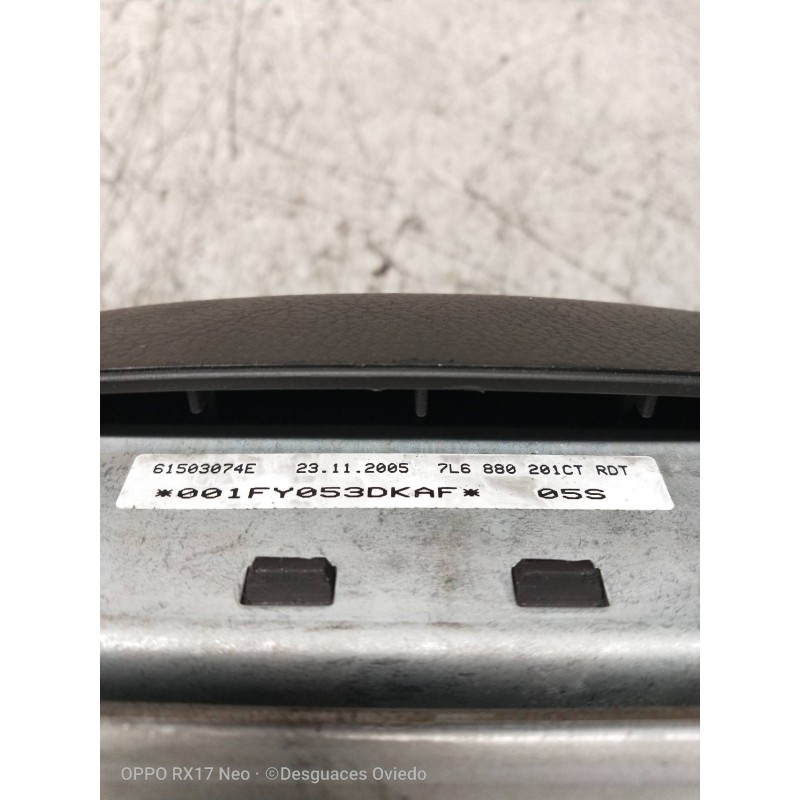 61503074E 23.11.2005 7L6 880 201CT RDT
*001FY053DKAF* 05S
OPPO RX17 Neo · ©Desguaces Oviedo